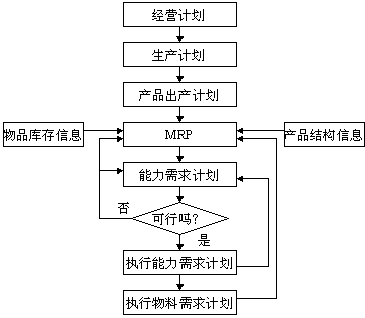 经营计划
生产计划
产品出产计划
物品库存信息
MRP
产品结构信息
能力需求计划
否
可行吗?
是
执行能力需求计划
执行物料需求计划